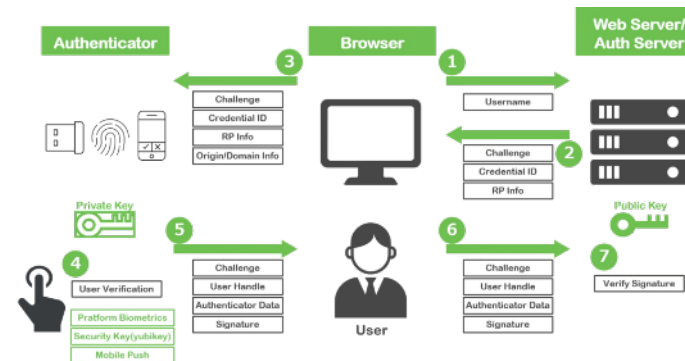 Authenticator
Browser
Web Server/
Auth Server
3
1
Challenge
Credential ID
RP Info
Origin/Domain Info
Username
2
Challenge
Credential ID
RP Info
Private Key
Public Key
5
6
7
4
User Verification
Challenge
User Handle
Authenticator Data
Signature
Challenge
User Handle
Authenticator Data
Signature
Verify Signature
Pratform Biometrics
Security Key(yubikey)
Mobile Push
User